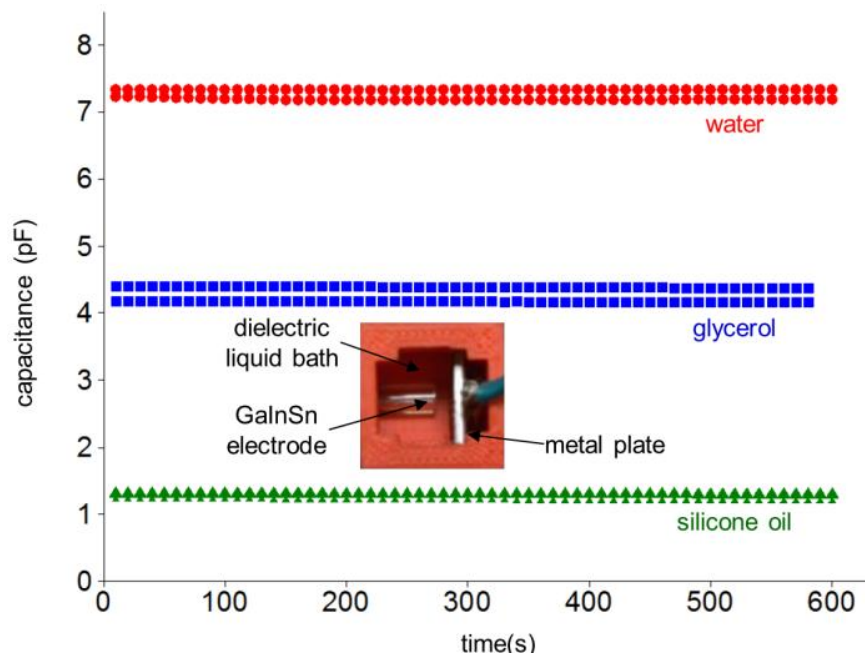 8
7
water
6
5
4
glycerol
dielectric
liquid bath
3
GaInSn
electrode
metal plate
2
1
silicone oil
0
capacitance (pF)
0 100 200 300 400 500 600
time(s)